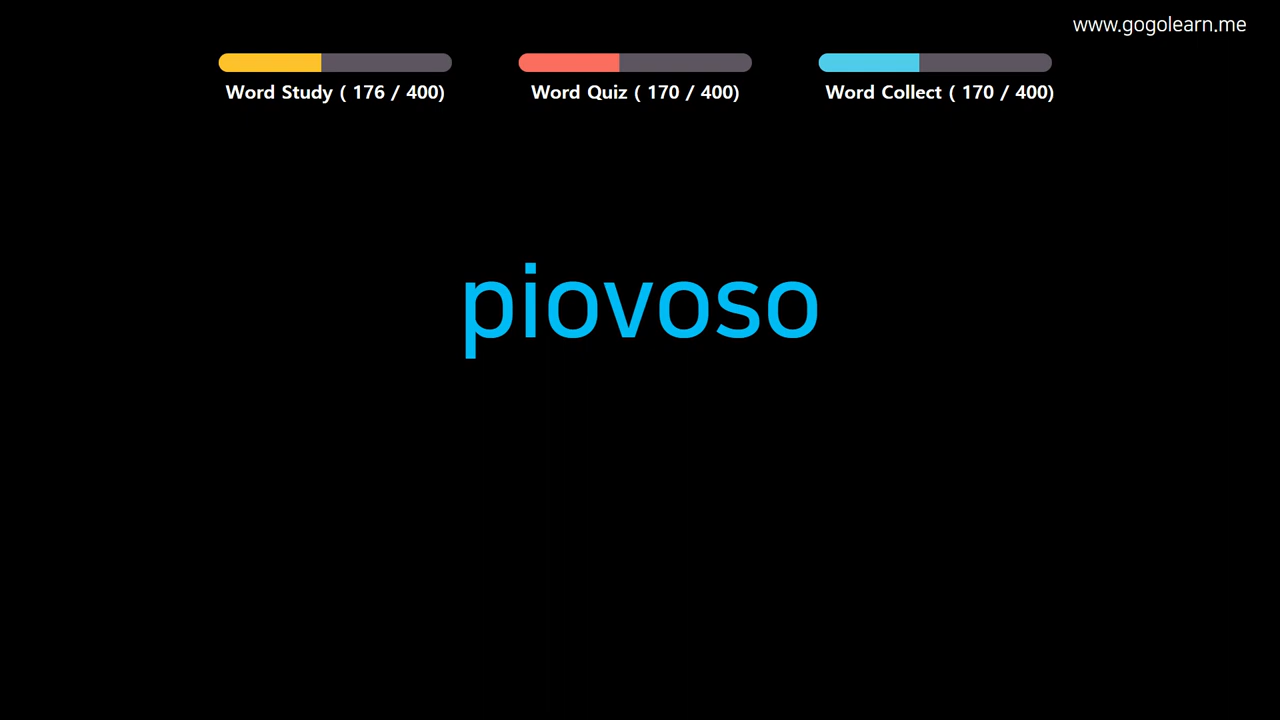 www.gogolearn.me
Word Study ( 176 / 400)
Word Quiz ( 170 / 400)
Word Collect ( 170 / 400)
piovoso